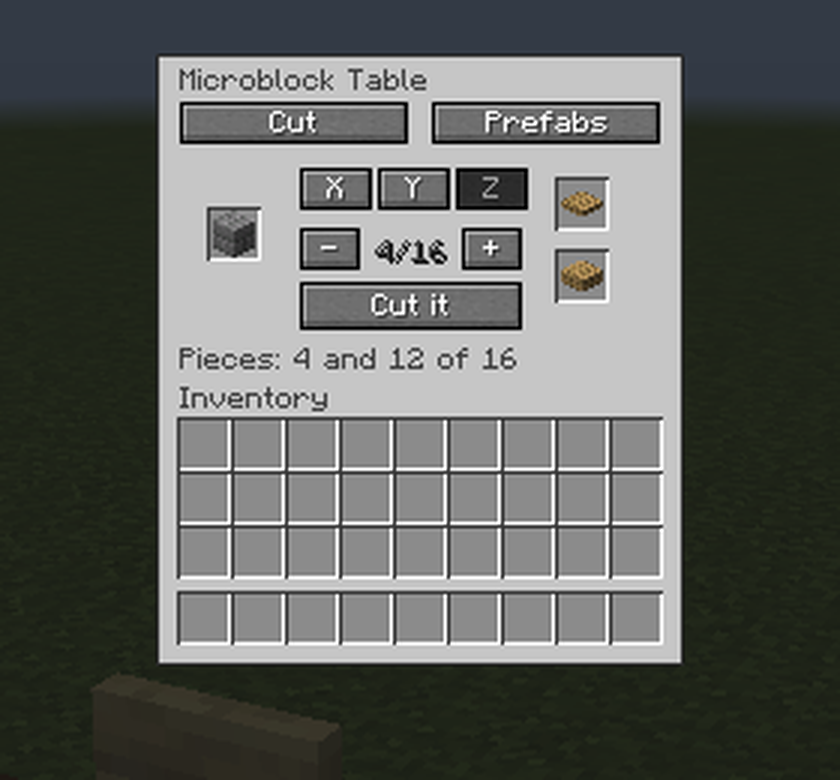 Microblock Table
Cut Prefabs
X Y Z
- 4/16 +
Cut it
Pieces: 4 and 12 of 16
Inventory